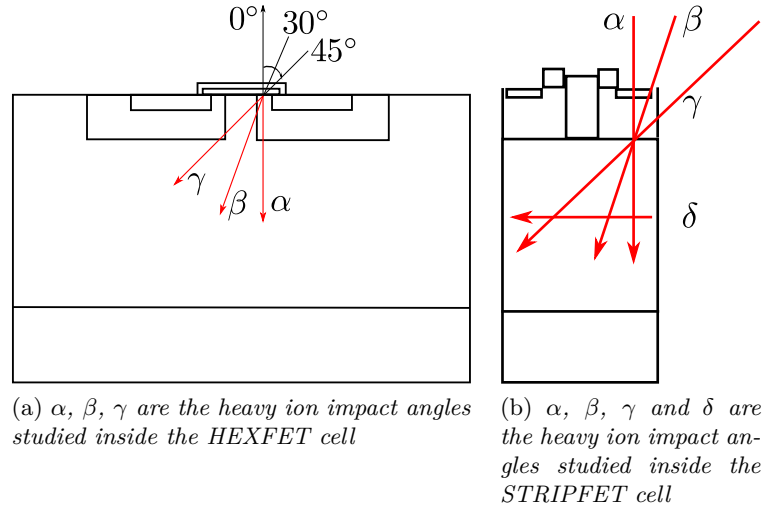 0°
30°
45°
γ
β
α
(a) α, β, γ are the heavy ion impact angles
studied inside the HEXFET cell
α
β
γ
δ
(b) α, β, γ and δ are
the heavy ion impact an-
gles studied inside the
STRIPFET cell